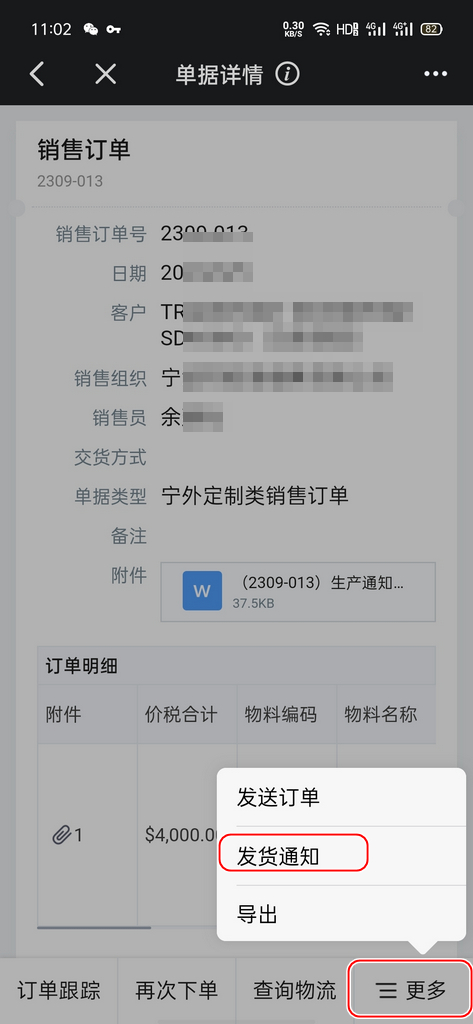 11:02 0.30 KB/S HD 4G 4G+ 82
单据详情
销售订单
2309-013
销售订单号 2309-013
日期 20
客户 TR
SD
销售组织 宁
销售员 余
交货方式
单据类型 宁外定制类销售订单
备注
附件 W （2309-013）生产通知...
37.5KB
订单明细
附件 价税合计 物料编码 物料名称
1 $4,000.0
发送订单
发货通知
导出
订单跟踪 再次下单 查询物流 更多